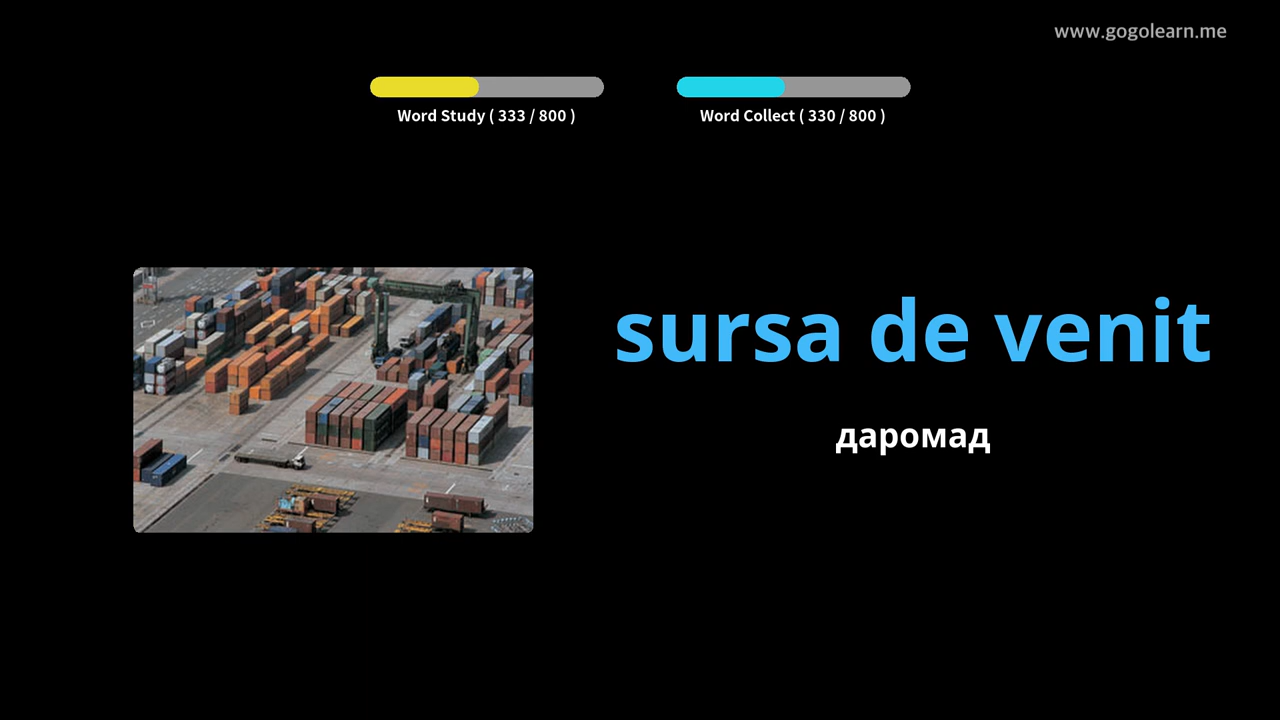 www.gogolearn.me
Word Study ( 333 / 800 )
Word Collect ( 330 / 800 )
sursa de venit
даромад